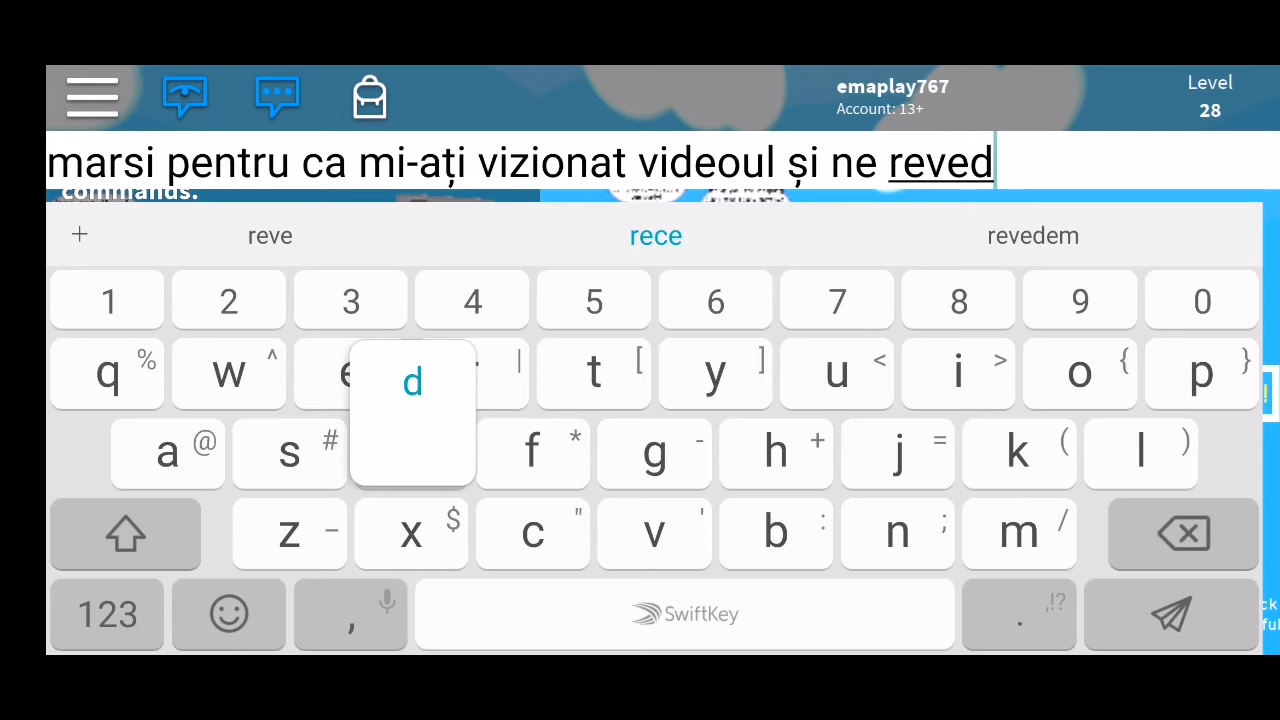 emaplay767
Account: 13+
Level
28
marsi pentru ca mi-ați vizionat videoul și ne reved
commands.
+ reve rece revedem
1 2 3 4 5 6 7 8 9 0
q % w ^ e | t [ y ] u < i > o { p }
d
a @ s # f * g - h + j = k ( l )
z _ x $ c " v ' b : n ; m /
123 , SwiftKey . ,!?